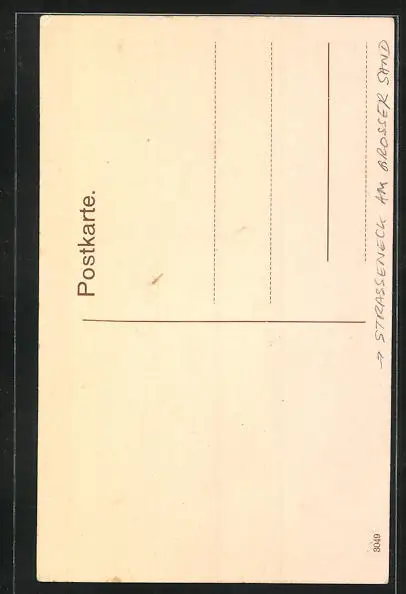 Postkarte.
3049
→ STRASSENECK AM GROSSER SAND